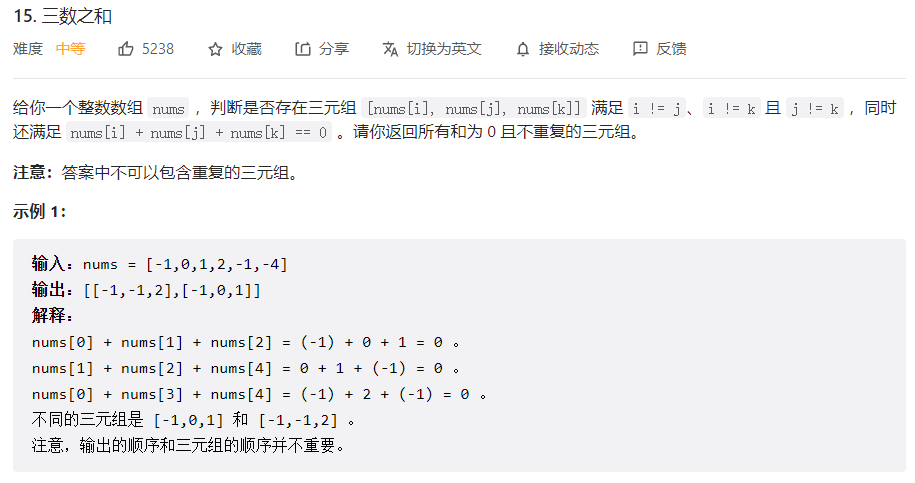 15. 三数之和
难度 中等 5238 收藏 分享 切换为英文 接收动态 反馈
给你一个整数数组 nums ，判断是否存在三元组 [nums[i], nums[j], nums[k]] 满足 i != j 、i != k 且 j != k ，同时
还满足 nums[i] + nums[j] + nums[k] == 0 。请你返回所有和为 0 且不重复的三元组。
注意：答案中不可以包含重复的三元组。
示例 1：
输入：nums = [-1,0,1,2,-1,-4]
输出：[[-1,-1,2],[-1,0,1]]
解释：
nums[0] + nums[1] + nums[2] = (-1) + 0 + 1 = 0 。
nums[1] + nums[2] + nums[4] = 0 + 1 + (-1) = 0 。
nums[0] + nums[3] + nums[4] = (-1) + 2 + (-1) = 0 。
不同的三元组是 [-1,0,1] 和 [-1,-1,2] 。
注意，输出的顺序和三元组的顺序并不重要。